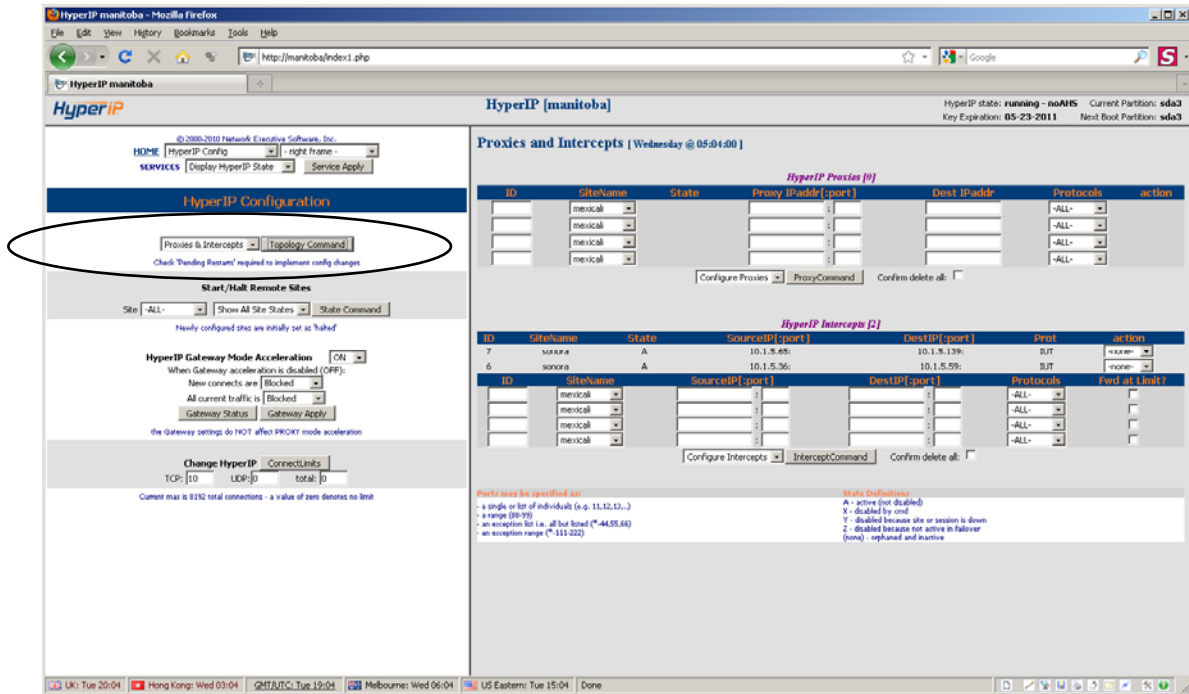 HyperIP manitoba - Mozilla Firefox
File Edit View History Bookmarks Tools Help
http://manitoba/index1.php
Google
HyperIP manitoba
HyperIP
HyperIP [manitoba]
HyperIP state: running - noAHS Current Partition: sda3
Key Expiration: 05-23-2011 Next Boot Partition: sda3
© 2000-2010 Network Executive Software, Inc.
HOME HyperIP Config - right frame -
SERVICES Display HyperIP State Service Apply
HyperIP Configuration
Proxies & Intercepts Topology Command
Check 'Pending Restarts' required to implement config changes
Start/Halt Remote Sites
Site -ALL- Show All Site States State Command
Newly configured sites are initially set as 'halted'
HyperIP Gateway Mode Acceleration ON
When Gateway acceleration is disabled (OFF):
New connects are Blocked
All current traffic is Blocked
Gateway Status Gateway Apply
the Gateway settings do NOT affect PROXY mode acceleration
Change HyperIP ConnectLimits
TCP: 10 UDP: 0 total: 0
Current max is 8192 total connections - a value of zero denotes no limit
Proxies and Intercepts [ Wednesday @ 05:04:00 ]
HyperIP Proxies [0]
ID SiteName State Proxy IPaddr[:port] Dest IPaddr Protocols action
mexicali : -ALL-
mexicali : -ALL-
mexicali : -ALL-
mexicali : -ALL-
Configure Proxies ProxyCommand Confirm delete all:
HyperIP Intercepts [2]
ID SiteName State SourceIP[:port] DestIP[:port] Prot action
7 sonora A 10.1.5.65: 10.1.5.139: IUT -none-
6 sonora A 10.1.5.36: 10.1.5.59: IUT -none-
ID SiteName SourceIP[:port] DestIP[:port] Protocols Fwd at Limit?
mexicali : : -ALL-
mexicali : : -ALL-
mexicali : : -ALL-
mexicali : : -ALL-
Configure Intercepts InterceptCommand Confirm delete all:
Ports may be specified as:
- a single or list of individuals (e.g. 11,12,13,..)
- a range (88-99)
- an exception list i.e. all but listed (*-44,55,66)
- an exception range (*-111-222)
State Definitions
A - active (not disabled)
X - disabled by cmd
Y - disabled because site or session is down
Z - disabled because not active in failover
(none) - orphaned and inactive
UK: Tue 20:04 Hong Kong: Wed 03:04 GMT/UTC: Tue 19:04 Melbourne: Wed 06:04 US Eastern: Tue 15:04 Done